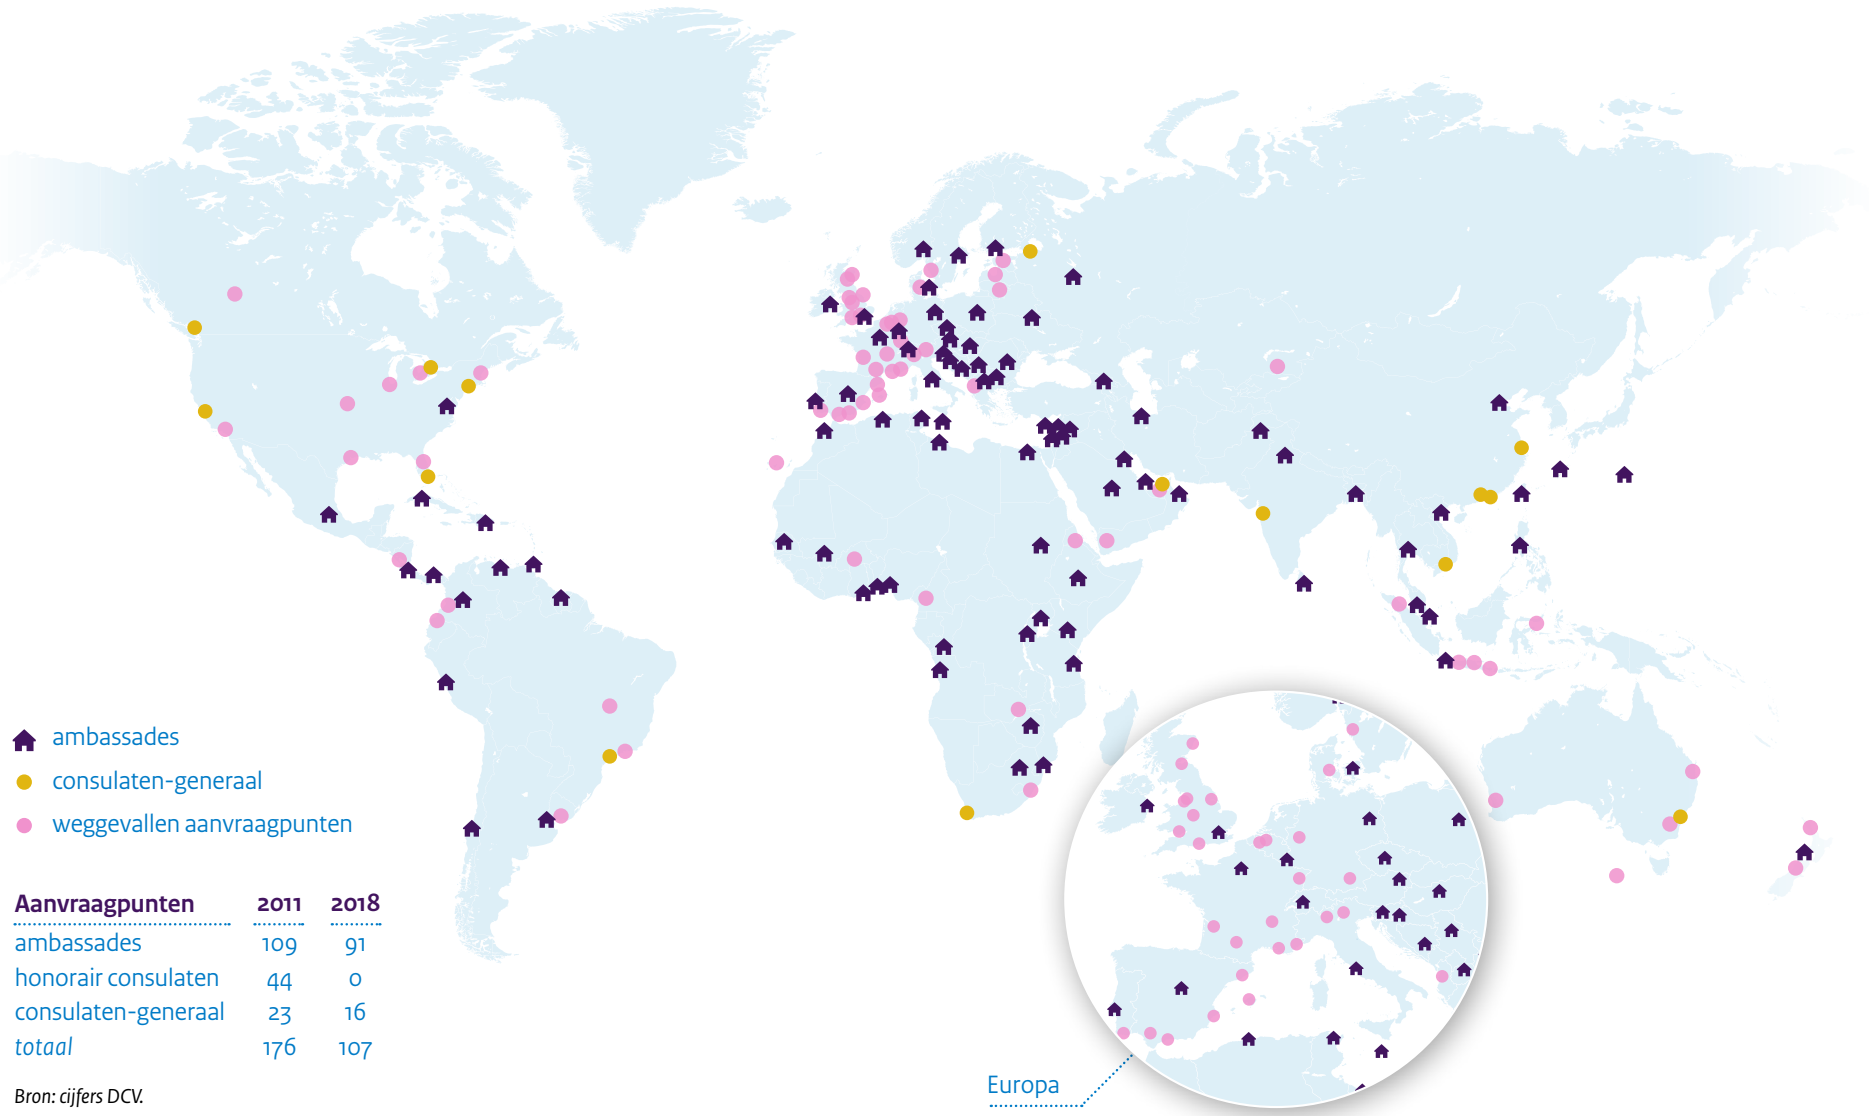 ambassades
consulaten-generaal
weggevallen aanvraagpunten
Aanvraagpunten 2011 2018
ambassades 109 91
honorair consulaten 44 0
consulaten-generaal 23 16
totaal 176 107
Bron: cijfers DCV.
Europa